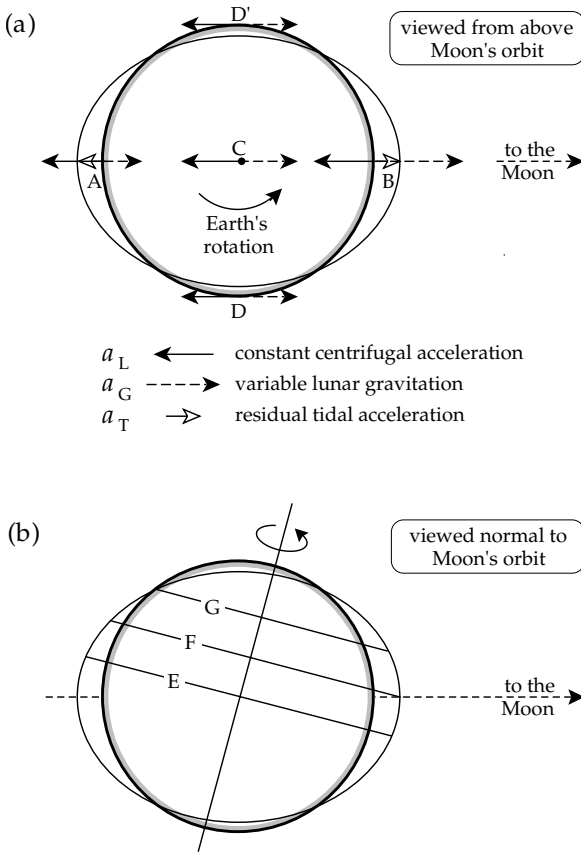 (a)
D'
viewed from above
Moon's orbit
C
to the
Moon
A
B
Earth's
rotation
D
a L constant centrifugal acceleration
a G variable lunar gravitation
a T residual tidal acceleration
(b)
viewed normal to
Moon's orbit
G
F
E
to the
Moon